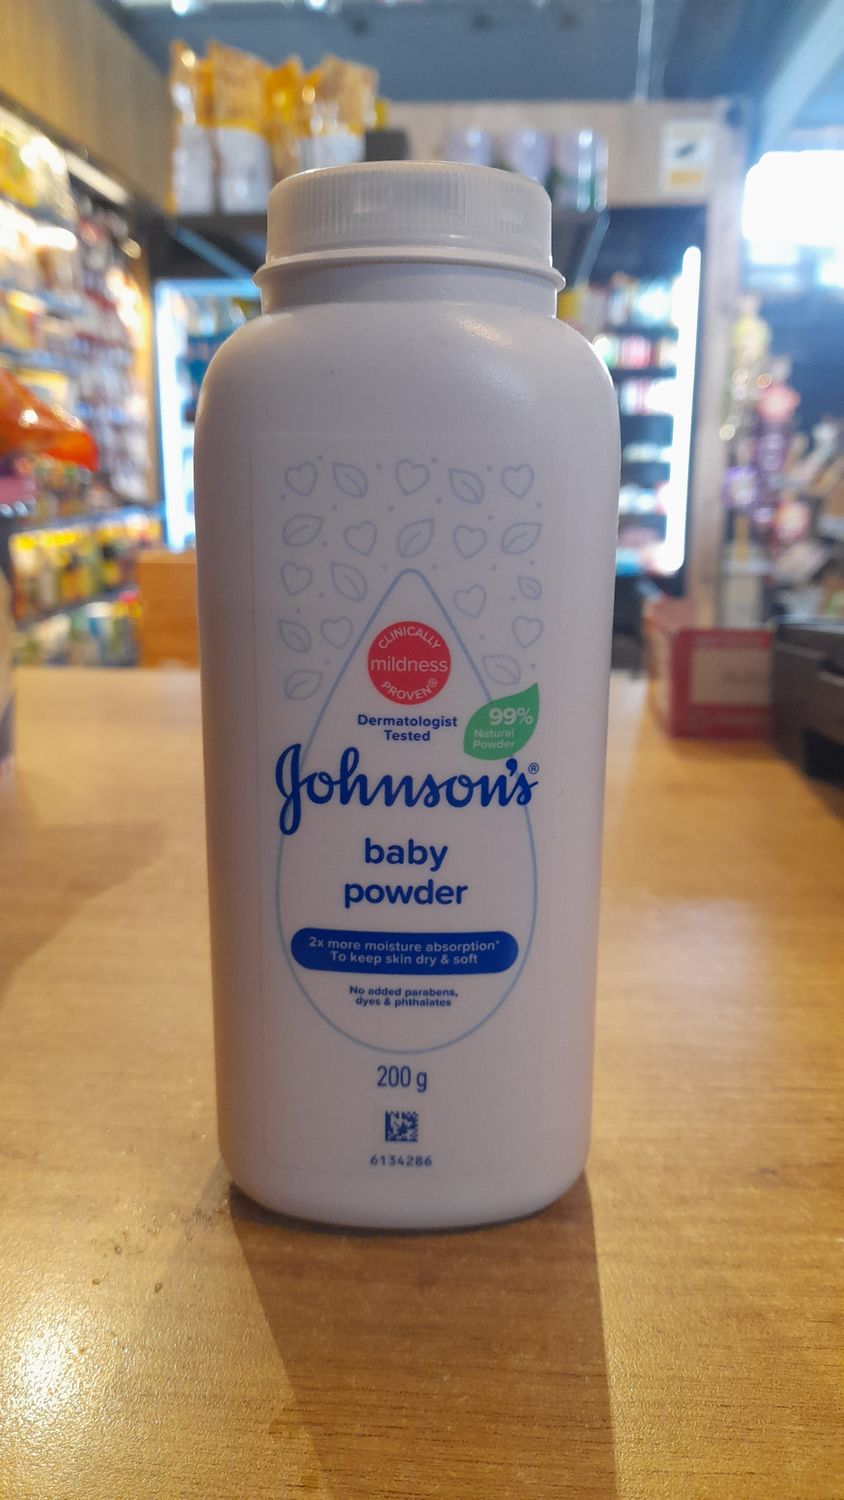 CLINICALLY
mildness
PROVEN®
Dermatologist
Tested
99%
Natural
Powder
Johnson's®
baby
powder
2x more moisture absorption*
To keep skin dry & soft
No added parabens,
dyes & phthalates
200 g
6134286